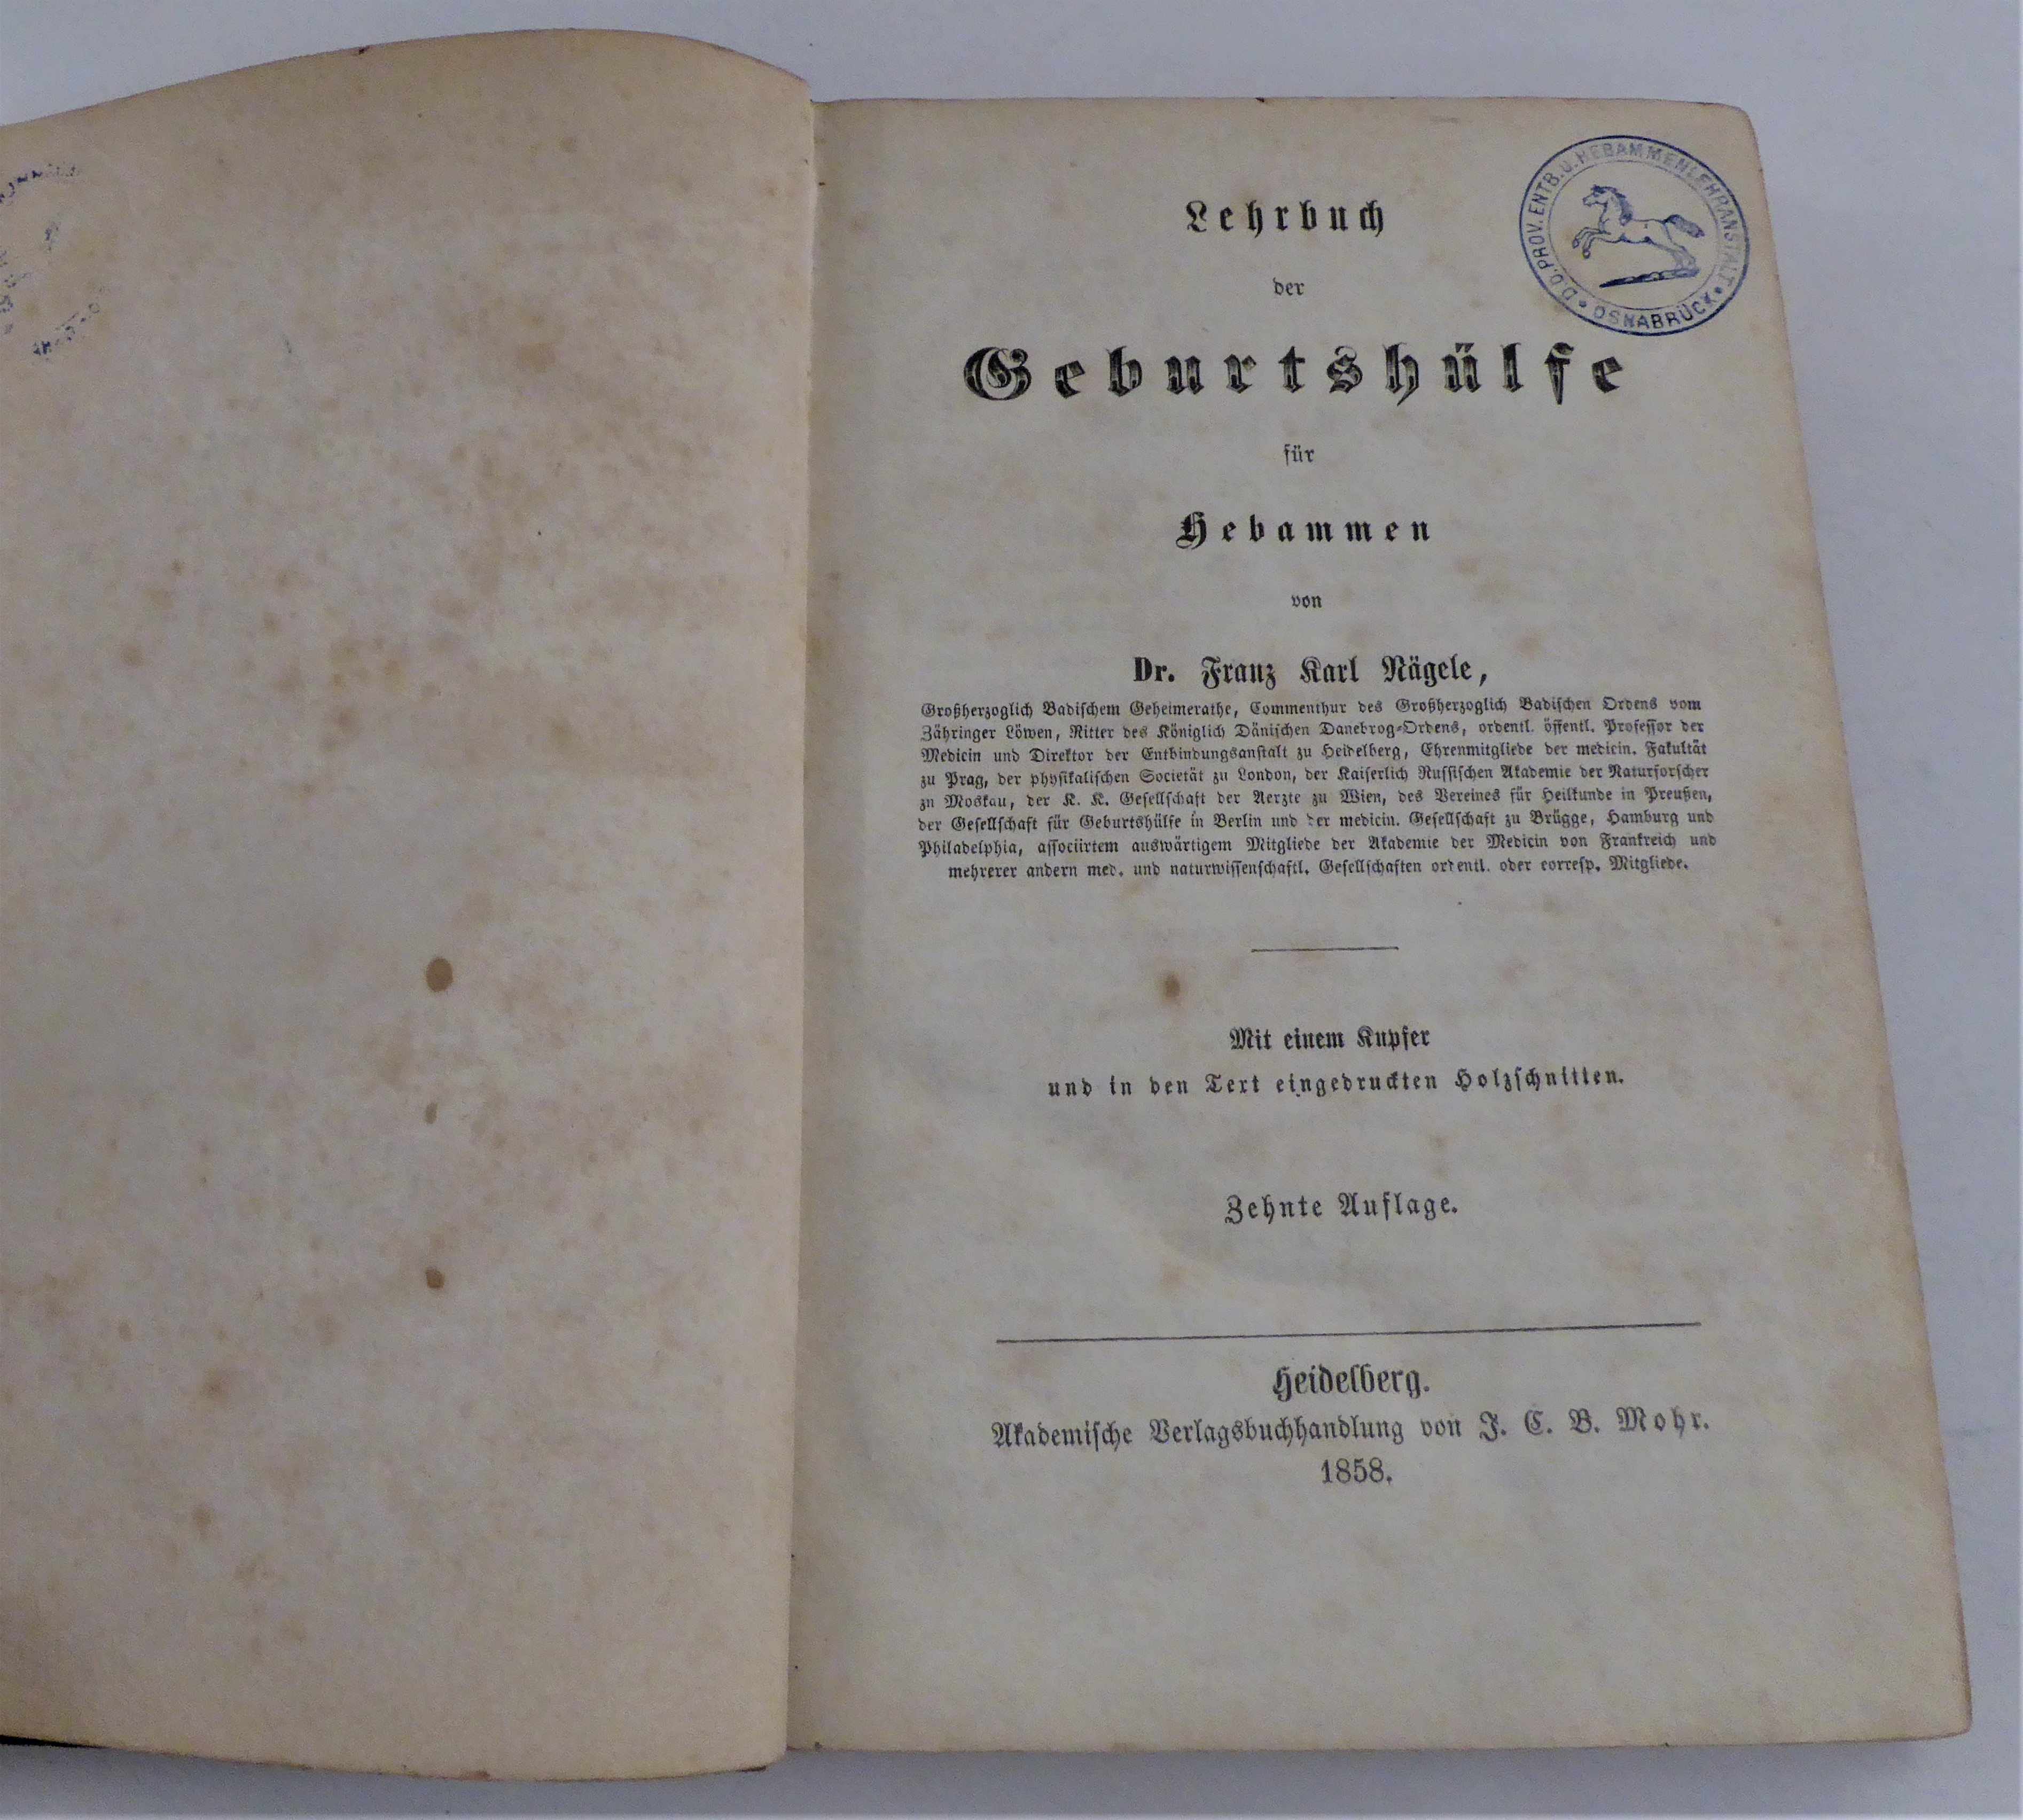 Lehrbuch
der
Geburtshülfe
für
Hebammen
von
Dr. Franz Karl Nägele,
Großherzoglich Badischem Geheimerathe, Commenthur des Großherzoglich Badischen Ordens vom
Zähringer Löwen, Ritter des Königlich Dänischen Danebrog-Ordens, ordentl. öffentl. Professor der
Medicin und Direktor der Entbindungsanstalt zu Heidelberg, Ehrenmitgliede der medicin. Fakultät
zu Prag, der physikalischen Societät zu London, der Kaiserlich Russischen Akademie der Naturforscher
zu Moskau, der K. K. Gesellschaft der Aerzte zu Wien, des Vereines für Heilkunde in Preußen,
der Gesellschaft für Geburtshülfe in Berlin und der medicin. Gesellschaft zu Brügge, Hamburg und
Philadelphia, associirtem auswärtigem Mitgliede der Akademie der Medicin von Frankreich und
mehrerer andern med. und naturwissenschaftl. Gesellschaften ordentl. oder corresp. Mitgliede.
Mit einem Kupfer
und in den Text eingedruckten Holzschnitten.
Zehnte Auflage.
Heidelberg.
Akademische Verlagsbuchhandlung von J. C. B. Mohr.
1858.
D.D. PROV. ENTB. U. HEBAMMENLEHRANSTALT
• OSNABRÜCK •